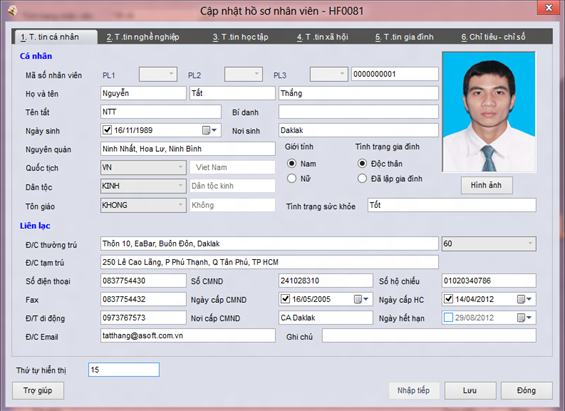 Cập nhật hồ sơ nhân viên - HF0081
1. T. tin cá nhân 2. T .tin nghề nghiệp 3. T .tin học tập 4. T .tin xã hội 5. T.tin gia đình 6. Chỉ tiêu - chỉ số
Cá nhân
Mã số nhân viên PL1 PL2 PL3 0000000001
Họ và tên Nguyễn Tất Thắng
Tên tắt NTT Bí danh
Ngày sinh 16/11/1989 Nơi sinh Daklak
Nguyên quán Ninh Nhất, Hoa Lư, Ninh Bình Giới tính Tình trạng gia đình
Quốc tịch VN Viet Nam Nam Độc thân
Dân tộc KINH Dân tộc kinh Nữ Đã lập gia đình Hình ảnh
Tôn giáo KHONG Không Tình trạng sức khỏe Tốt
Liên lạc
Đ/C thường trú Thôn 10, EaBar, Buôn Đôn, Daklak 60
Đ/C tạm trú 250 Lê Cao Lãng, P Phú Thạnh, Q Tân Phú, TP HCM
Số điện thoại 0837754430 Số CMND 241028310 Số hộ chiếu 01020340786
Fax 0837754432 Ngày cấp CMND 16/05/2005 Ngày cấp HC 14/04/2012
Đ/T di động 0973767573 Nơi cấp CMND CA Daklak Ngày hết hạn 29/08/2012
Đ/C Email tatthang@asoft.com.vn Ghi chú
Thứ tự hiển thị 15
Trợ giúp Nhập tiếp Lưu Đóng